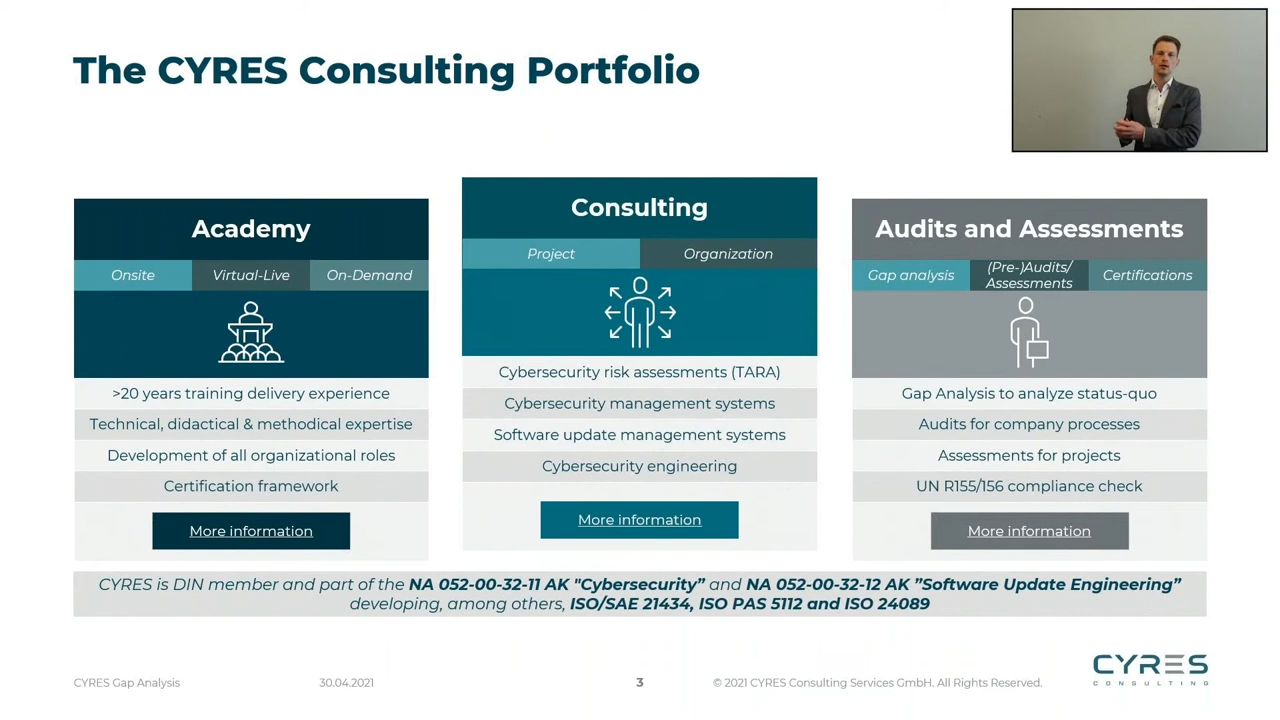 The CYRES Consulting Portfolio
Academy
Onsite
Virtual-Live
On-Demand
>20 years training delivery experience
Technical, didactical & methodical expertise
Development of all organizational roles
Certification framework
More information
Consulting
Project
Organization
Cybersecurity risk assessments (TARA)
Cybersecurity management systems
Software update management systems
Cybersecurity engineering
More information
Audits and Assessments
Gap analysis
(Pre-)Audits/
Assessments
Certifications
Gap Analysis to analyze status-quo
Audits for company processes
Assessments for projects
UN R155/156 compliance check
More information
CYRES is DIN member and part of the NA 052-00-32-11 AK "Cybersecurity” and NA 052-00-32-12 AK ”Software Update Engineering”
developing, among others, ISO/SAE 21434, ISO PAS 5112 and ISO 24089
CYRES Gap Analysis
30.04.2021
3
© 2021 CYRES Consulting Services GmbH. All Rights Reserved.
CYRES
CONSULTING